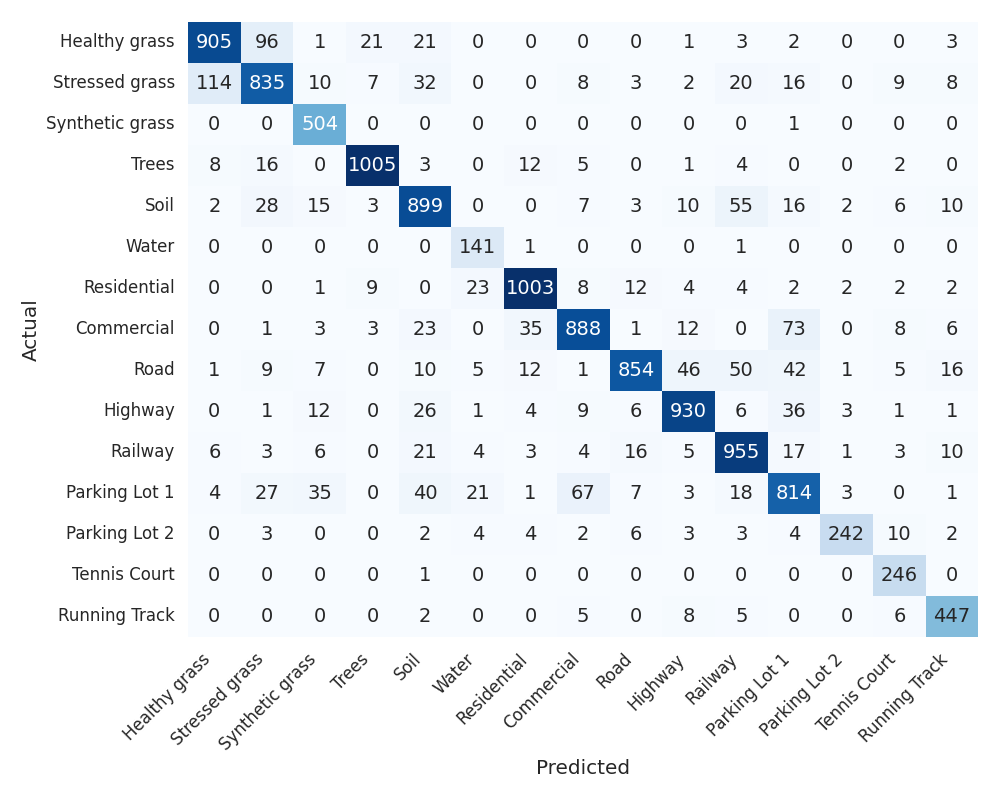 Healthy grass 905 96 1 21 21 0 0 0 0 1 3 2 0 0 3
Stressed grass 114 835 10 7 32 0 0 8 3 2 20 16 0 9 8
Synthetic grass 0 0 504 0 0 0 0 0 0 0 0 1 0 0 0
Trees 8 16 0 1005 3 0 12 5 0 1 4 0 0 2 0
Soil 2 28 15 3 899 0 0 7 3 10 55 16 2 6 10
Water 0 0 0 0 0 141 1 0 0 0 1 0 0 0 0
Residential 0 0 1 9 0 23 1003 8 12 4 4 2 2 2 2
Commercial 0 1 3 3 23 0 35 888 1 12 0 73 0 8 6
Road 1 9 7 0 10 5 12 1 854 46 50 42 1 5 16
Highway 0 1 12 0 26 1 4 9 6 930 6 36 3 1 1
Railway 6 3 6 0 21 4 3 4 16 5 955 17 1 3 10
Parking Lot 1 4 27 35 0 40 21 1 67 7 3 18 814 3 0 1
Parking Lot 2 0 3 0 0 2 4 4 2 6 3 3 4 242 10 2
Tennis Court 0 0 0 0 1 0 0 0 0 0 0 0 0 246 0
Running Track 0 0 0 0 2 0 0 5 0 8 5 0 0 6 447
Actual
Healthy grass Stressed grass Synthetic grass Trees Soil Water Residential Commercial Road Highway Railway Parking Lot 1 Parking Lot 2 Tennis Court Running Track
Predicted